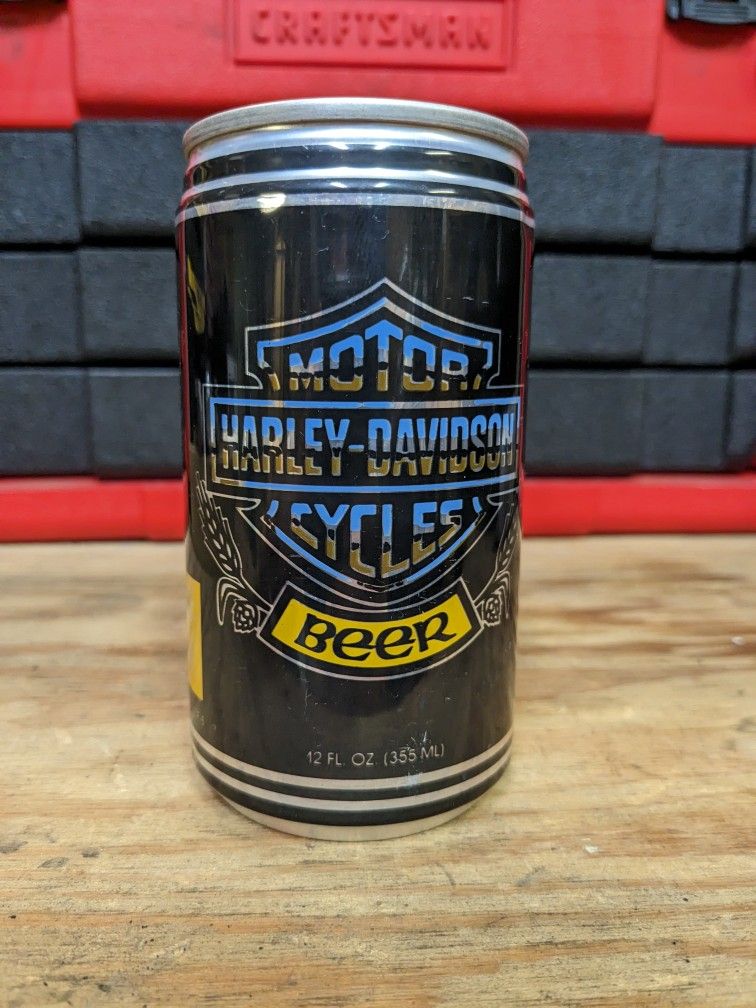 CRAFTSMAN
MOTOR
HARLEY-DAVIDSON
CYCLES
BEER
12 FL. OZ. (355 ML)